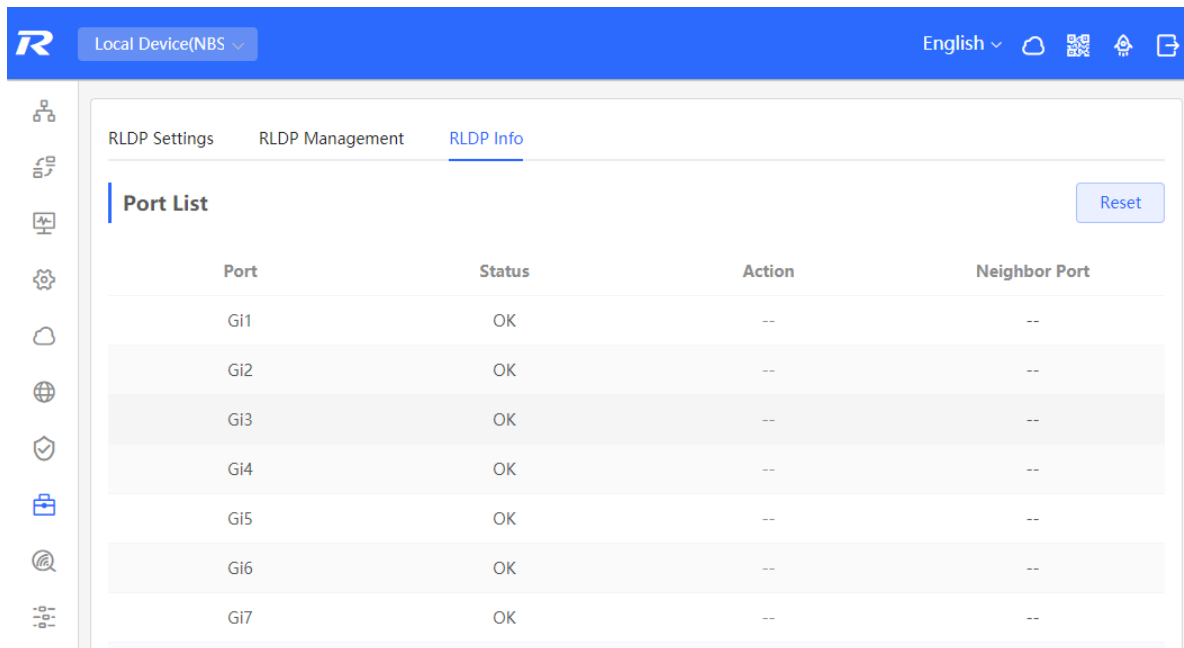 Local Device(NBS English
RLDP Settings RLDP Management RLDP Info
Port List Reset
Port Status Action Neighbor Port
Gi1 OK -- --
Gi2 OK -- --
Gi3 OK -- --
Gi4 OK -- --
Gi5 OK -- --
Gi6 OK -- --
Gi7 OK -- --